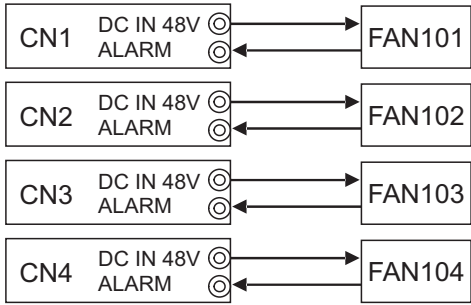 CN1 DC IN 48V
ALARM
FAN101
CN2 DC IN 48V
ALARM
FAN102
CN3 DC IN 48V
ALARM
FAN103
CN4 DC IN 48V
ALARM
FAN104